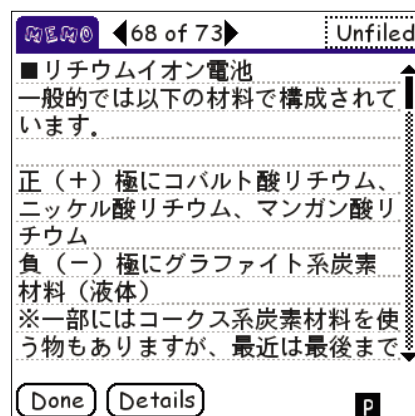 MEMO 68 of 73 Unfiled
■リチウムイオン電池
一般的では以下の材料で構成されて
います.
正（＋）極にコバルト酸リチウム、
ニッケル酸リチウム、マンガン酸リ
チウム
負（－）極にグラファイト系炭素
材料（液体）
※一部にはコークス系炭素材料を使
う物もありますが、最近は最後まで
Done Details P